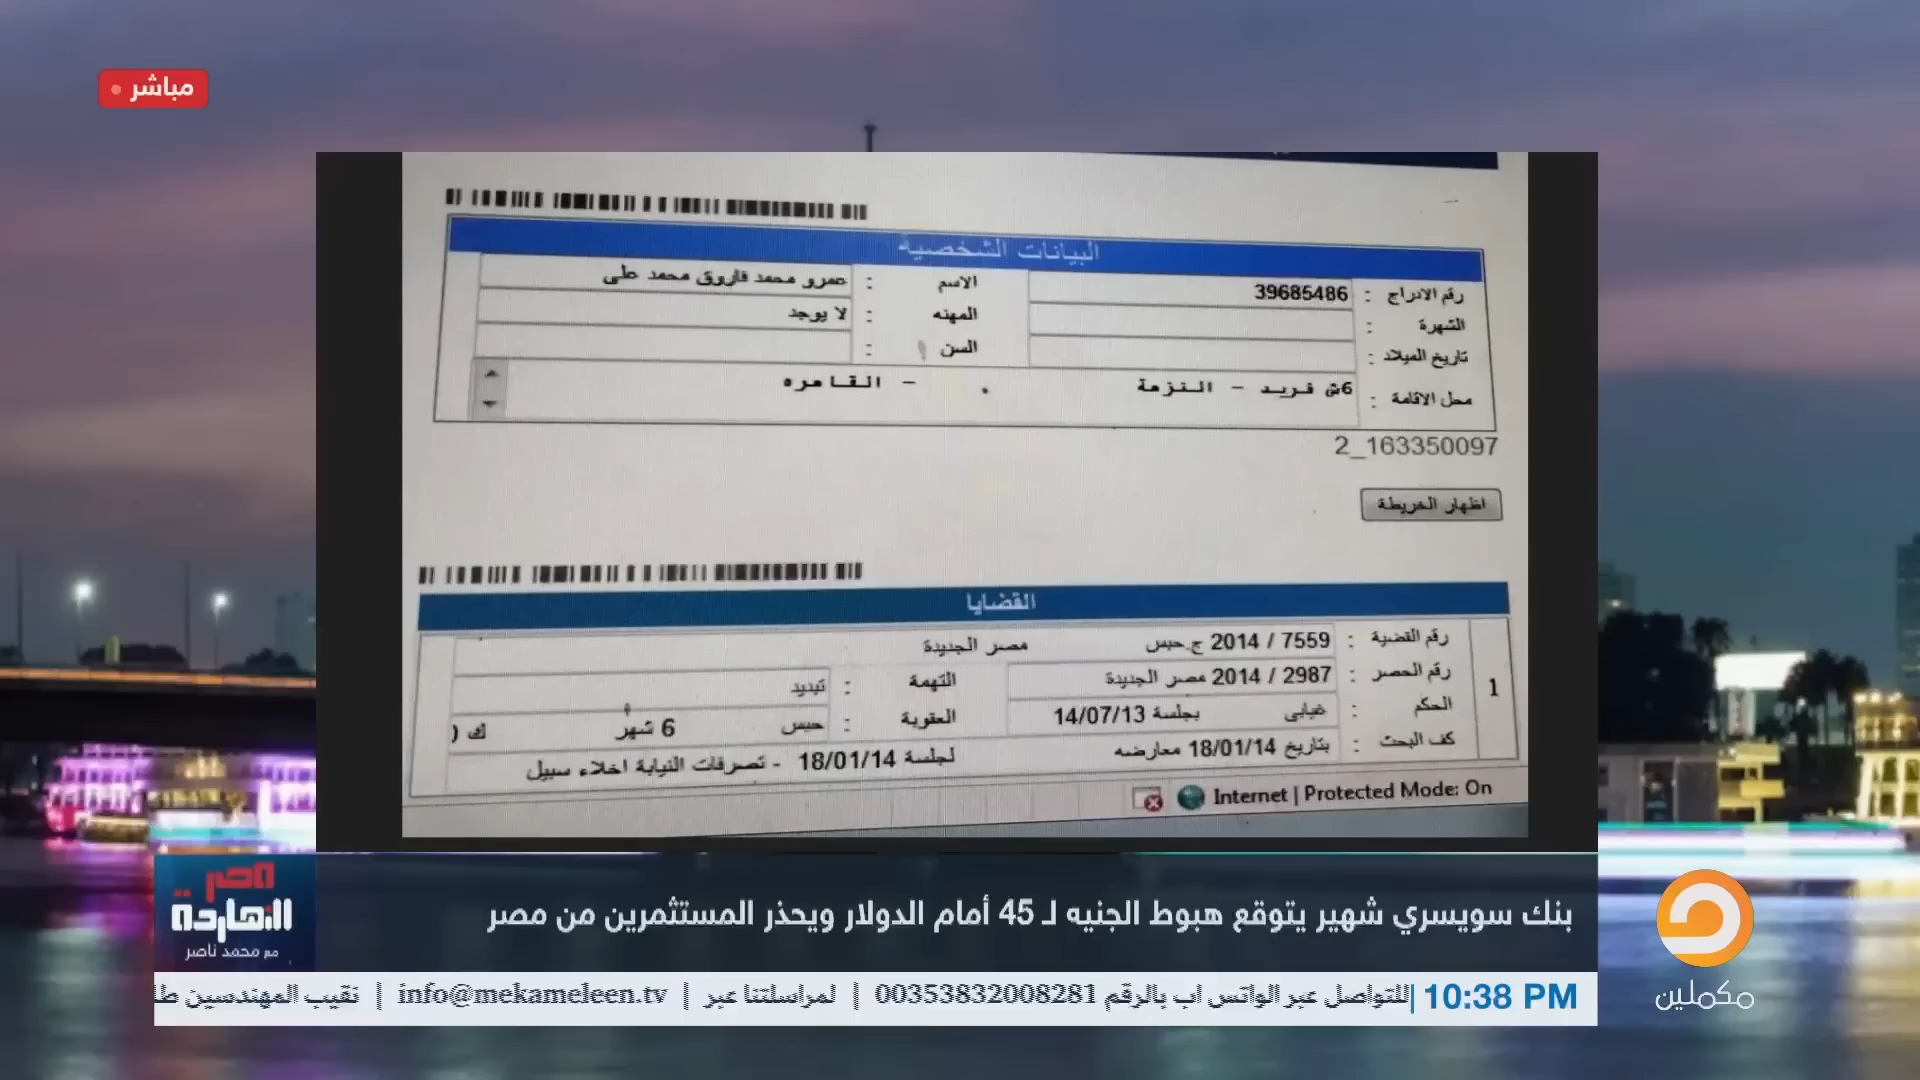 مباشر
البيانات الشخصية
رقم الادراج : 39685486
الاسم : عمرو محمد فاروق محمد على
الشهرة :
المهنه : لا يوجد
تاريخ الميلاد :
السن :
محل الاقامة : 6ش فريد - النزهة . - القاهره
2_163350097
اظهار الخريطة
القضايا
1
رقم القضية : 7559 / 2014 ج.حبس مصر الجديدة
رقم الحصر : 2987 / 2014 مصر الجديدة
التهمة : تبديد
الحكم : غيابى بجلسة 14/07/13
العقوبة : حبس 6 شهر ك
كف البحث : بتاريخ 18/01/14 معارضه لجلسة 18/01/14 - تصرفات النيابة اخلاء سبيل
Internet | Protected Mode: On
مصر
النهاردة
مع محمد ناصر
بنك سويسري شهير يتوقع هبوط الجنيه لـ 45 أمام الدولار ويحذر المستثمرين من مصر
10:38 PM
للتواصل عبر الواتس اب بالرقم 00353832008281 | لمراسلتنا عبر info@mekameleen.tv | نقيب المهندسين
مكملين